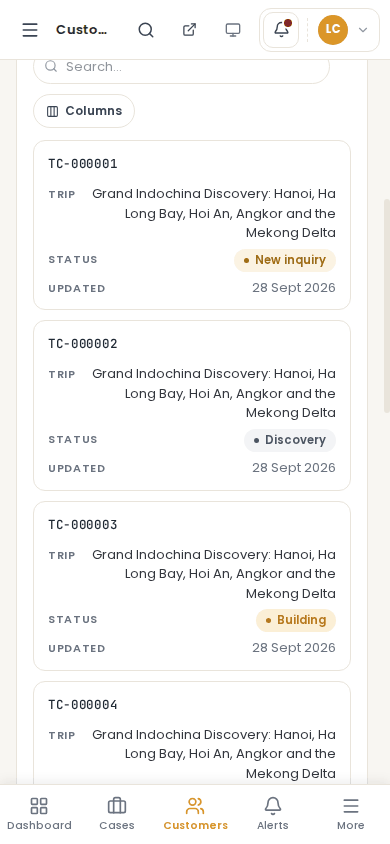 Custo...
LC
Search...
Columns
TC-000001
TRIP Grand Indochina Discovery: Hanoi, Ha
Long Bay, Hoi An, Angkor and the
Mekong Delta
STATUS New inquiry
UPDATED 28 Sept 2026
TC-000002
TRIP Grand Indochina Discovery: Hanoi, Ha
Long Bay, Hoi An, Angkor and the
Mekong Delta
STATUS Discovery
UPDATED 28 Sept 2026
TC-000003
TRIP Grand Indochina Discovery: Hanoi, Ha
Long Bay, Hoi An, Angkor and the
Mekong Delta
STATUS Building
UPDATED 28 Sept 2026
TC-000004
TRIP Grand Indochina Discovery: Hanoi, Ha
Long Bay, Hoi An, Angkor and the
Mekong Delta
Dashboard Cases Customers Alerts More